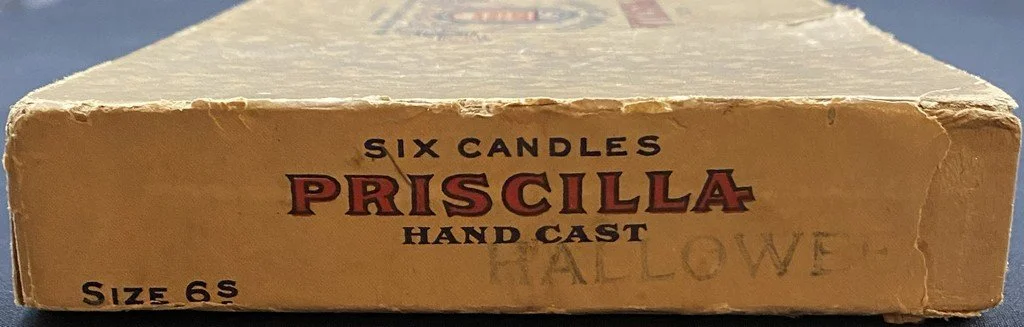 SIX CANDLES
PRISCILLA
HAND CAST
HALLOWE
SIZE 6S